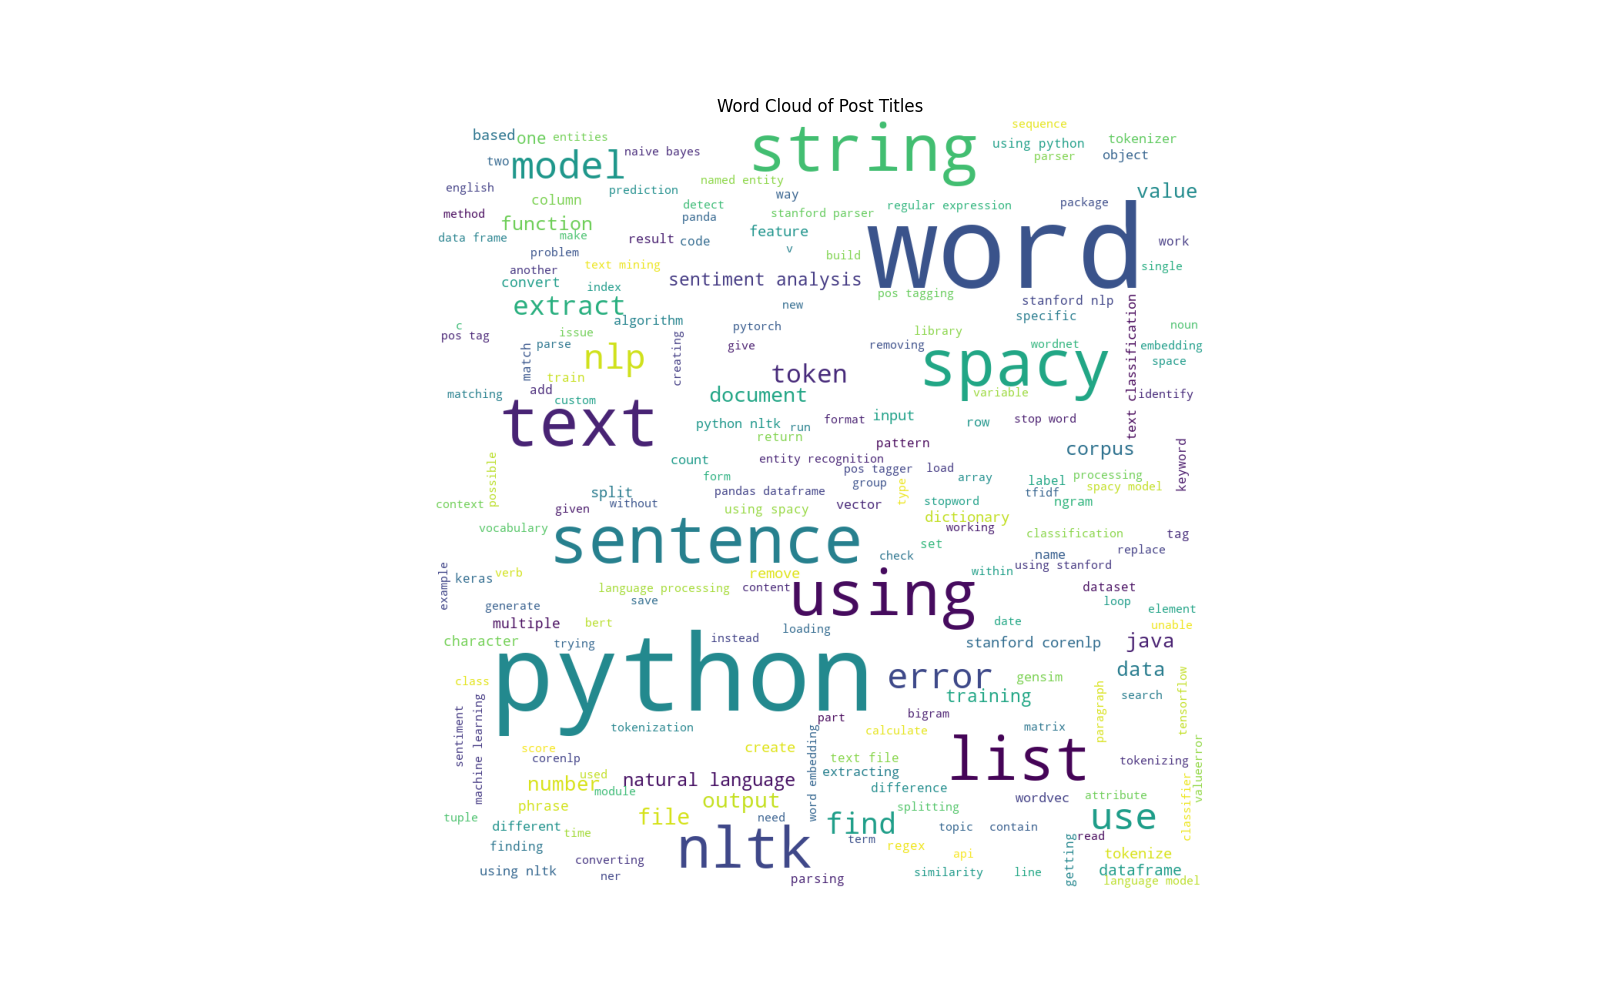 Word Cloud of Post Titles
sequence
string
based
one
entities
tokenizer
using python
naive bayes
parser
object
two
model
named entity
english
prediction
value
way
column
detect
regular expression
package
method
panda
stanford parser
function
word
feature
data frame
make
result
code
work
v
problem
build
text mining
single
another
sentiment analysis
convert
index
pos tagging
stanford nlp
new
extract
specific
algorithm
c
pytorch
noun
issue
library
pos tag
parse
give
removing
wordnet
embedding
match
nlp
creating
spacy
text classification
space
train
token
add
variable
matching
custom
document
identify
text
format
input
stop word
python nltk
run
row
return
pattern
corpus
count
entity recognition
keyword
pos tagger
load
possible
form
array
processing
group
label
spacy model
split
pandas dataframe
type
tfidf
context
without
vector
stopword
ngram
given
using spacy
dictionary
vocabulary
working
sentence
classification
tag
set
replace
check
name
using stanford
keras
verb
remove
within
example
language processing
content
using
dataset
save
loop
generate
element
multiple
bert
date
unable
loading
character
trying
instead
stanford corenlp
java
python
error
data
gensim
class
training
search
paragraph
tensorflow
sentiment
machine learning
part
bigram
tokenization
matrix
calculate
score
create
word embedding
list
corenlp
text file
tokenizing
valueerror
used
extracting
number
natural language
module
difference
output
wordvec
attribute
classifier
phrase
splitting
tuple
file
need
find
use
different
time
topic
contain
nltk
term
read
finding
regex
getting
api
tokenize
converting
using nltk
similarity
line
dataframe
ner
parsing
language model